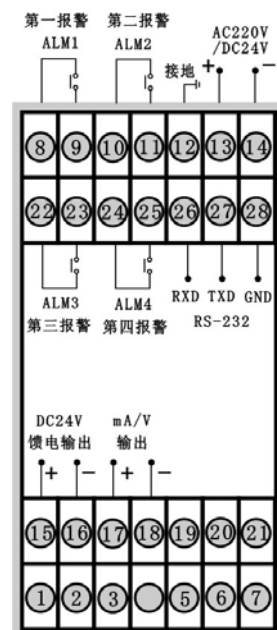 第一报警 第二报警 AC220V
ALM1 ALM2 接地 + /DC24V −
8 9 10 11 12 13 14
22 23 24 25 26 27 28
ALM3 ALM4 RXD TXD GND
第三报警 第四报警 RS-232
DC24V mA/V
馈电输出 输出
+ − + −
15 16 17 18 19 20 21
1 2 3 5 6 7